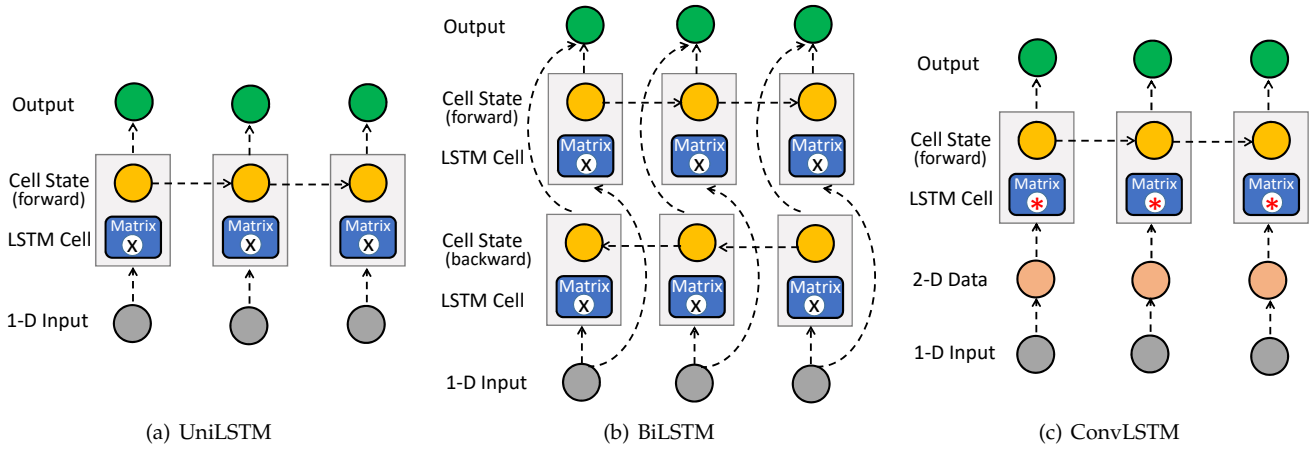 Output
Cell State
(forward)
LSTM Cell
Matrix
X
Matrix
X
Matrix
X
1-D Input
(a) UniLSTM
Output
Cell State
(forward)
LSTM Cell
Matrix
X
Matrix
X
Matrix
X
Cell State
(backward)
LSTM Cell
Matrix
X
Matrix
X
Matrix
X
1-D Input
(b) BiLSTM
Output
Cell State
(forward)
LSTM Cell
Matrix
*
Matrix
*
Matrix
*
2-D Data
1-D Input
(c) ConvLSTM